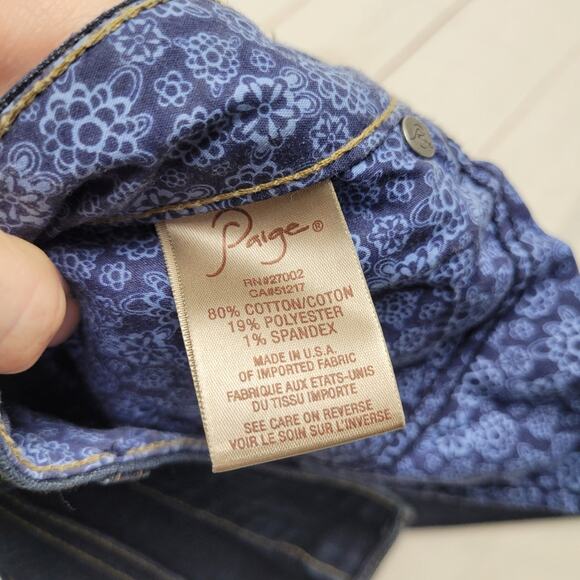 Paige®
RN#27002
CA#51217
80% COTTON/COTON
19% POLYESTER
1% SPANDEX
MADE IN U.S.A.
OF IMPORTED FABRIC
FABRIQUE AUX ETATS-UNIS
DU TISSU IMPORTE
SEE CARE ON REVERSE
VOIR LE SOIN SUR L'INVERSE